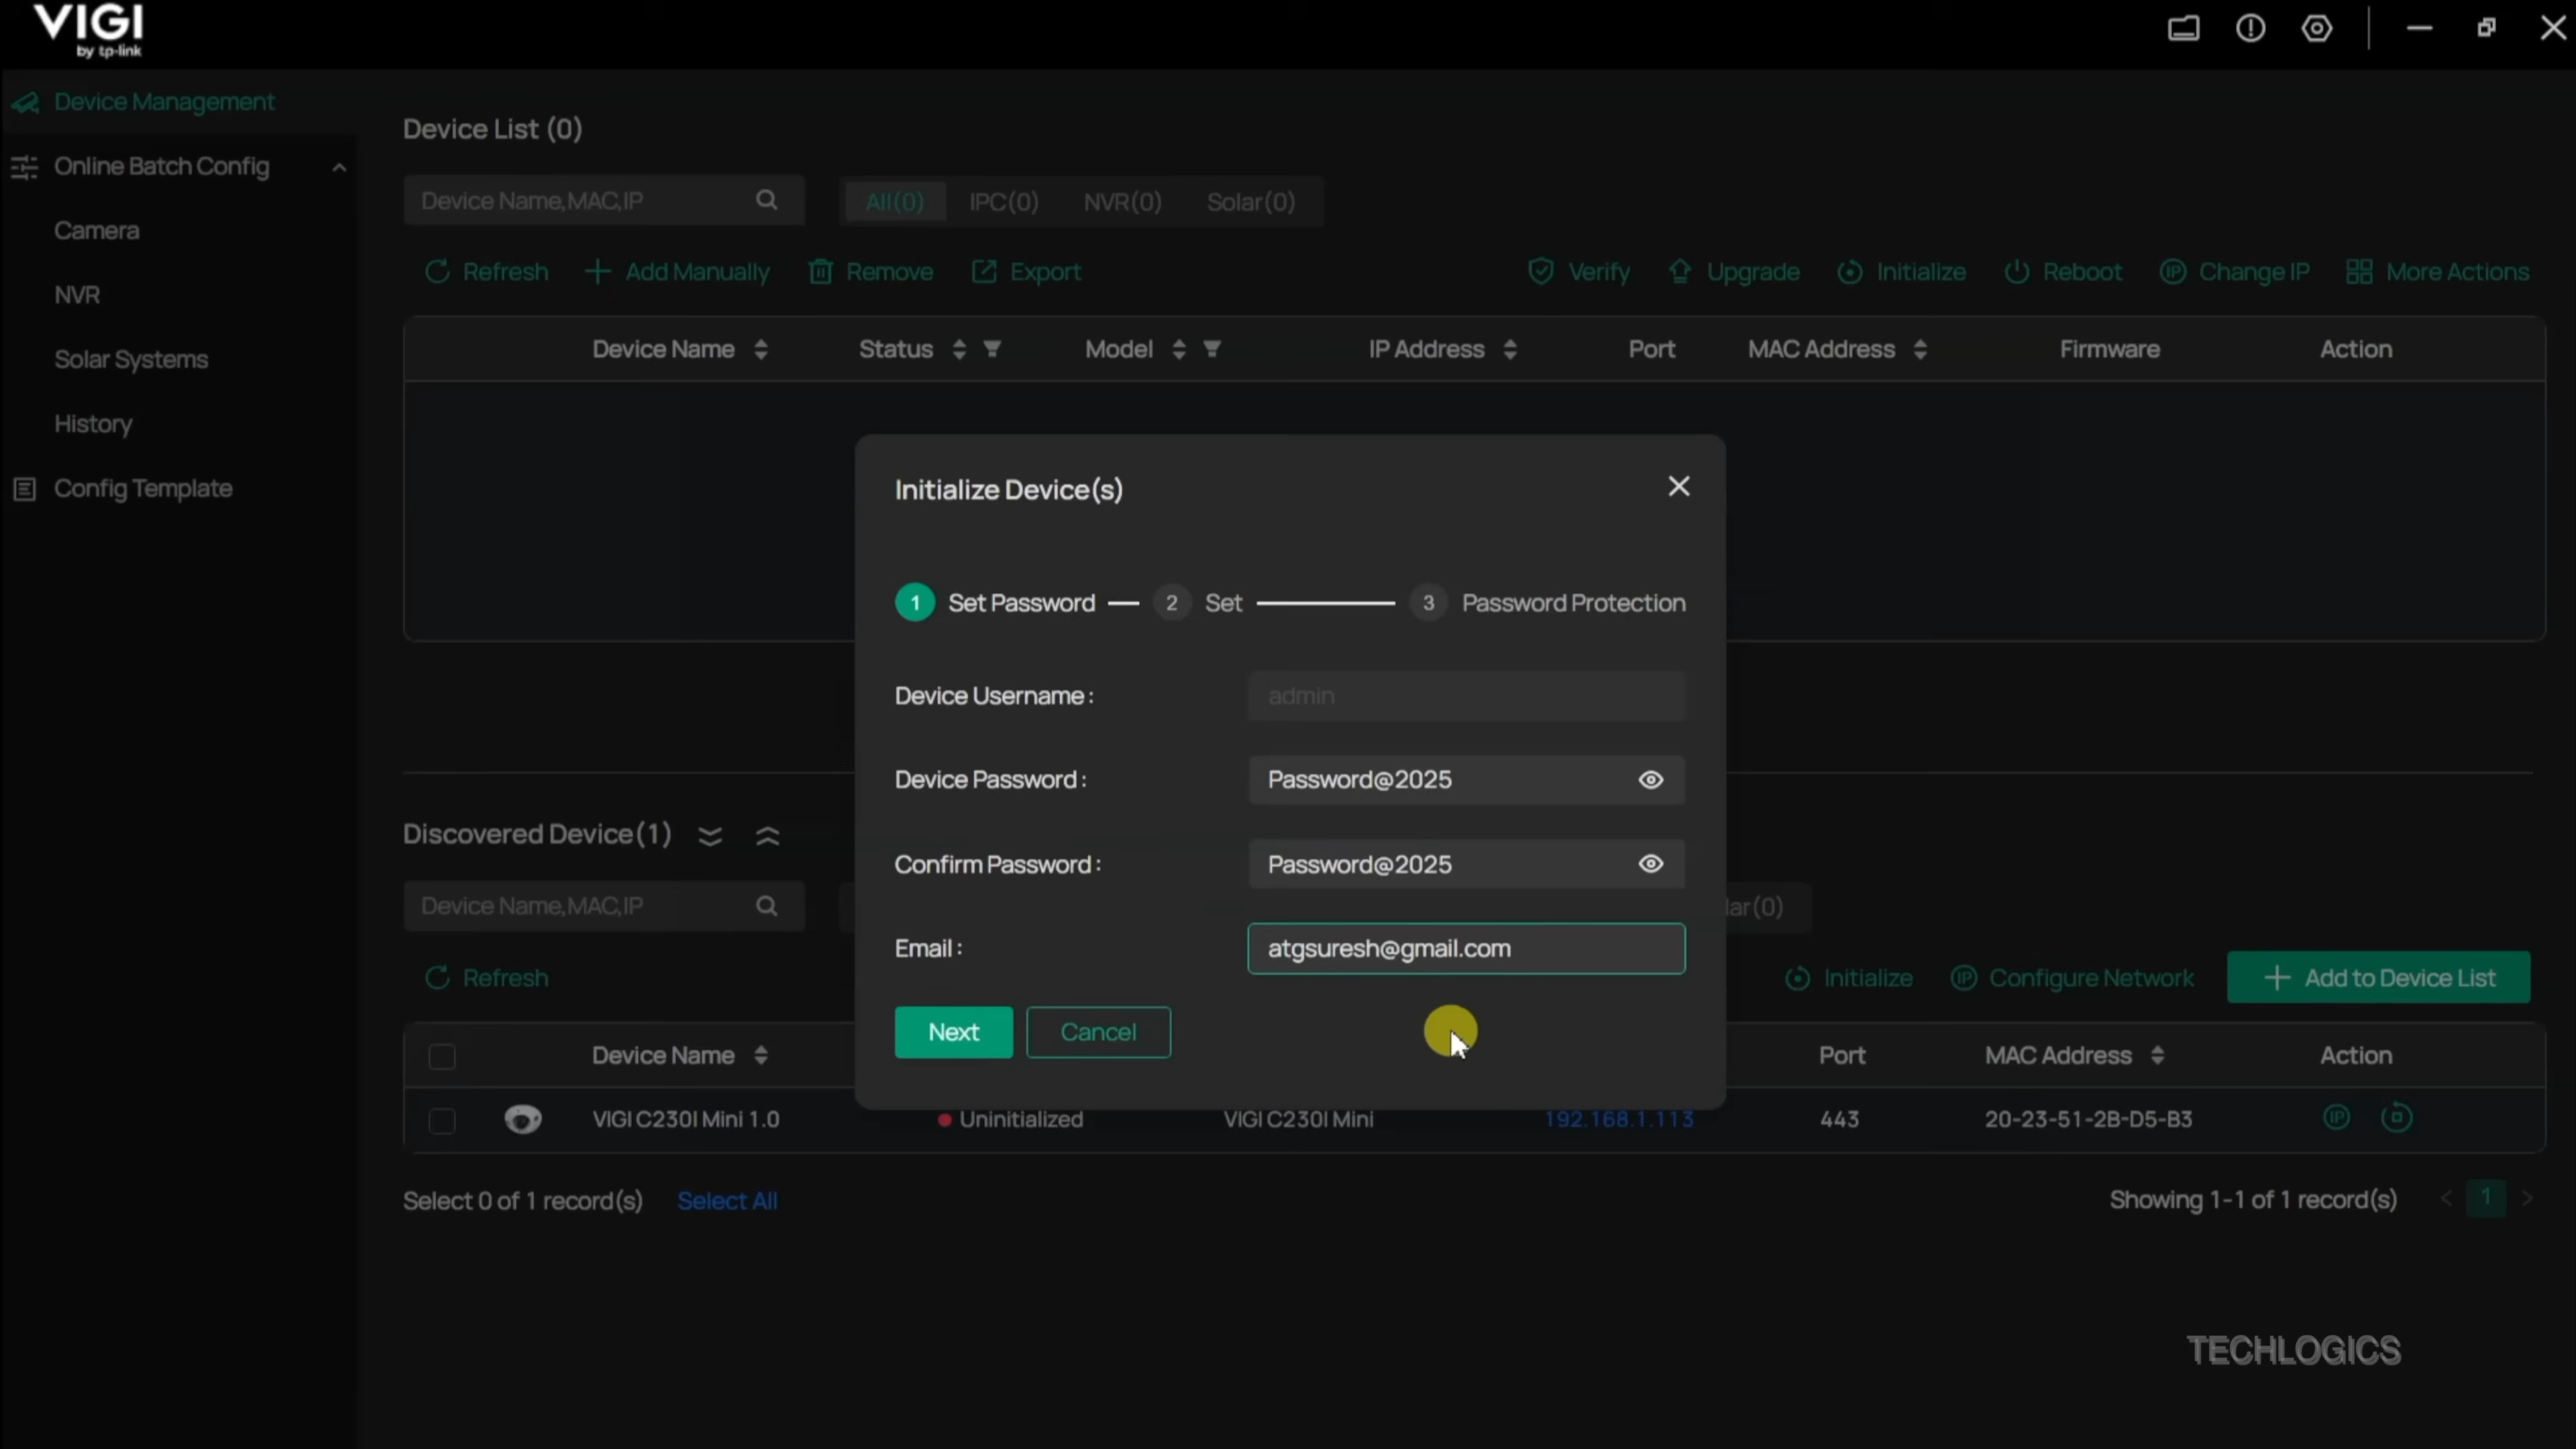 VIGI
by tp-link
Device Management
Online Batch Config
Camera
NVR
Solar Systems
History
Config Template
Device List (0)
Device Name,MAC,IP
All(0) IPC(0) NVR(0) Solar(0)
Refresh Add Manually Remove Export Verify Upgrade Initialize Reboot Change IP More Actions
Device Name Status Model IP Address Port MAC Address Firmware Action
Initialize Device(s)
1 Set Password 2 Set 3 Password Protection
Device Username : admin
Device Password : Password@2025
Confirm Password : Password@2025
Email : atgsuresh@gmail.com
Next Cancel
Discovered Device(1)
Device Name,MAC,IP
lar(0)
Refresh Initialize Configure Network Add to Device List
Device Name Port MAC Address Action
VIGI C230I Mini 1.0 Uninitialized VIGI C230I Mini 192.168.1.113 443 20-23-51-2B-D5-B3
Select 0 of 1 record(s) Select All Showing 1-1 of 1 record(s) < 1 >
TECHLOGICS